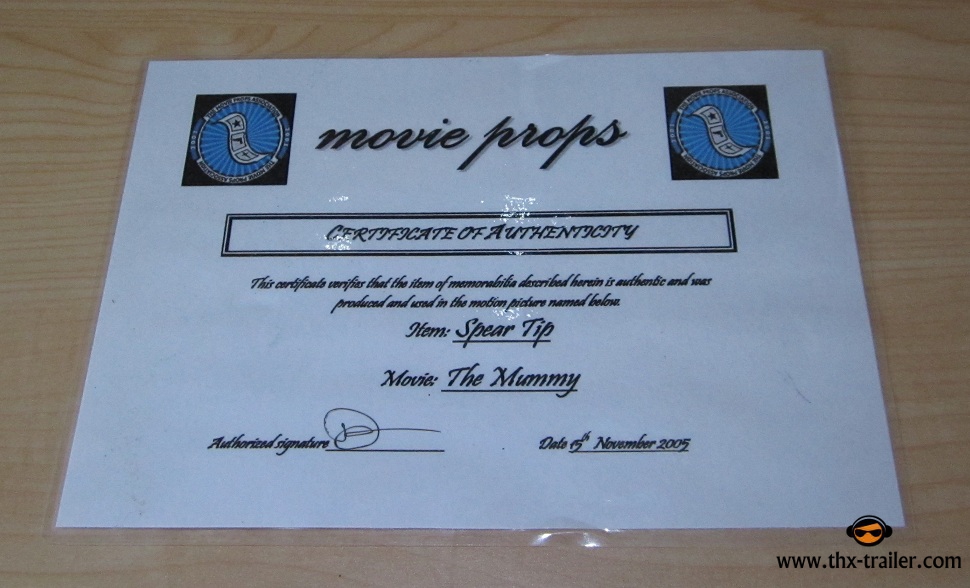 movie props
CERTIFICATE OF AUTHENTICITY
This certificate verifies that the item of memorabilia described herein is authentic and was
produced and used in the motion picture named below.
Item: Spear Tip
Movie: The Mummy
Authorized signature
Date 15th November 2005
www.thx-trailer.com